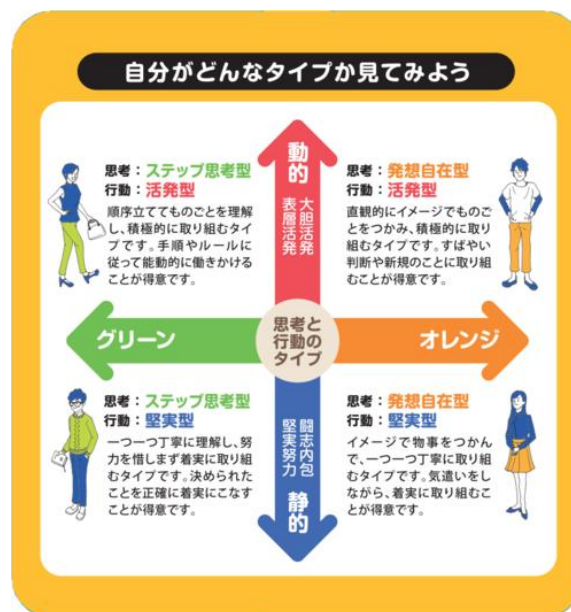 自分がどんなタイプか見てみよう
動的
大胆活発
表層活発
思考：ステップ思考型
行動：活発型
順序立ててものごとを理解
し、積極的に取り組むタイ
プです。手順やルールに
従って能動的に働きかける
ことが得意です。
思考：発想自在型
行動：活発型
直観的にイメージでものご
とをつかみ、積極的に取り
組むタイプです。すばやい
判断や新規のことに取り組
むことが得意です。
グリーン
思考と
行動の
タイプ
オレンジ
思考：ステップ思考型
行動：堅実型
一つ一つ丁寧に理解し、努
力を惜しまず着実に取り組
むタイプです。決められた
ことを正確に着実にこなす
ことが得意です。
思考：発想自在型
行動：堅実型
イメージで物事をつかん
で、一つ一つ丁寧に取り組
むタイプです。気遣いをし
ながら、着実に取り組むこ
とが得意です。
闘志内包
堅実努力
静的